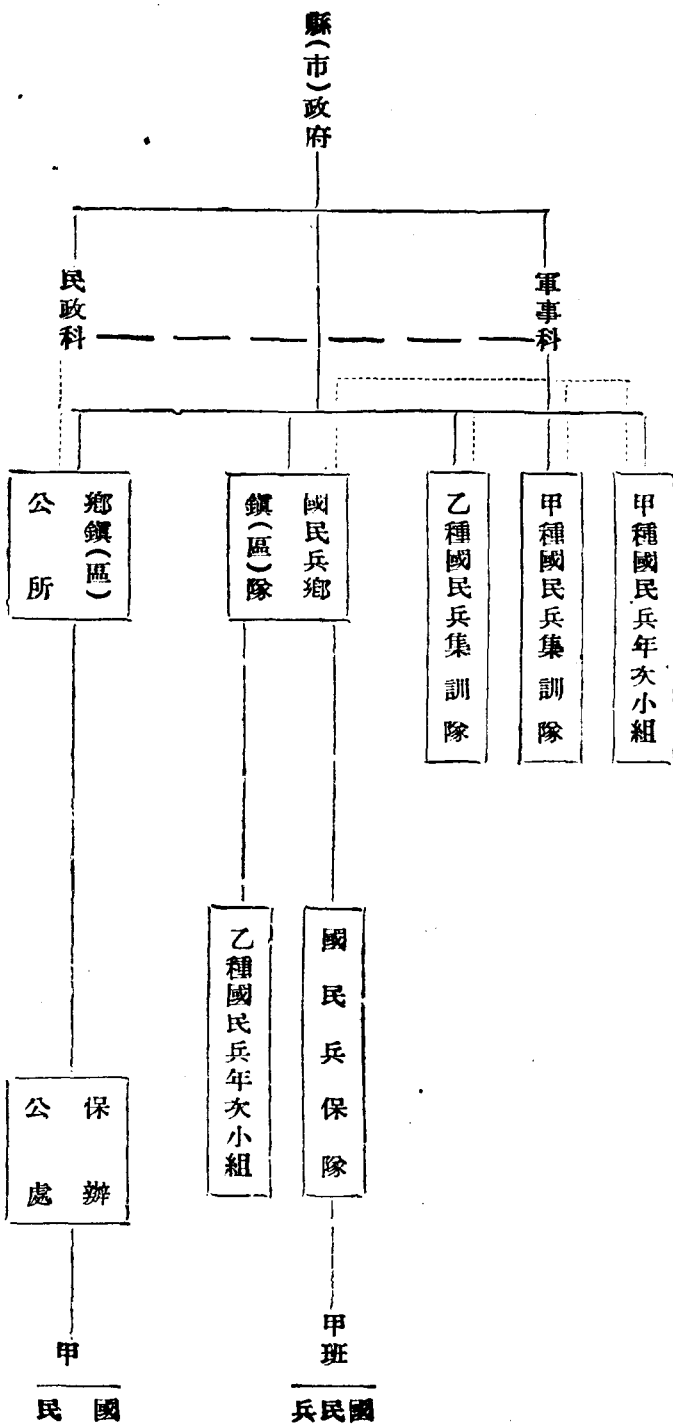 縣(市)政府
軍事科
民政科
甲種國民兵年次小組
甲種國民兵集訓隊
乙種國民兵集訓隊
國民兵鄉
鎭(區)隊
鄉鎭(區)
公所
國民兵保隊
乙種國民兵年次小組
保辦
公處
甲班
國民兵
甲
國民